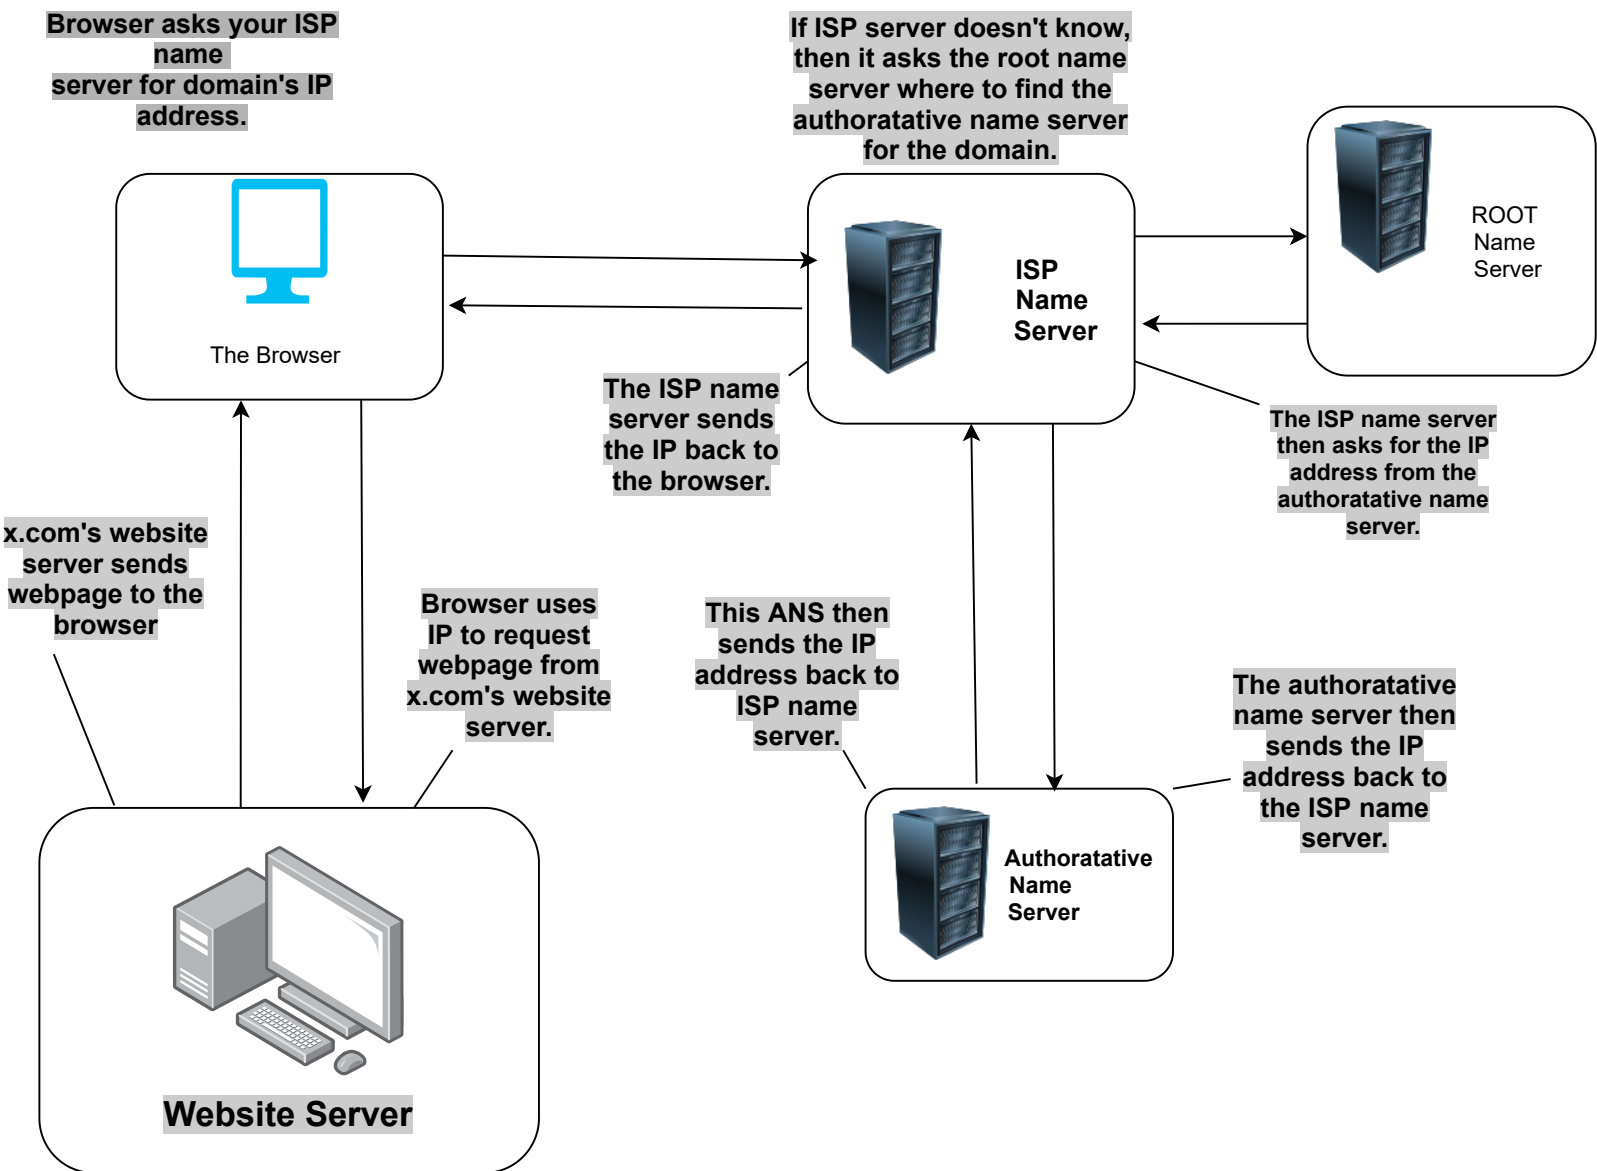 Browser asks your ISP
name
server for domain's IP
address.
If ISP server doesn't know,
then it asks the root name
server where to find the
authoratative name server
for the domain.
ROOT
Name
Server
ISP
Name
Server
The Browser
The ISP name
server sends
the IP back to
the browser.
The ISP name server
then asks for the IP
address from the
authoratative name
server.
x.com's website
server sends
webpage to the
browser
Browser uses
IP to request
webpage from
x.com's website
server.
This ANS then
sends the IP
address back to
ISP name
server.
The authoratative
name server then
sends the IP
address back to
the ISP name
server.
Authoratative
Name
Server
Website Server